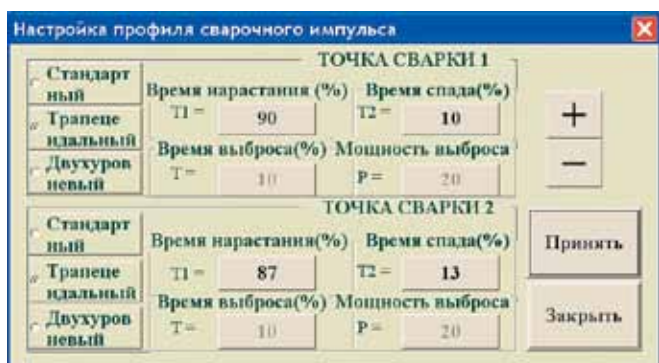 Настройка профиля сварочного импульса
ТОЧКА СВАРКИ 1
Стандарт
ный
Время нарастания (%) Время спада(%)
T1 = 90 T2 = 10
+
Трапеце
идальный
Время выброса(%) Мощность выброса
Двухуров
невый
T = 10 P = 20
−
ТОЧКА СВАРКИ 2
Стандарт
ный
Время нарастания(%) Время спада(%)
Принять
Трапеце
идальный
T1 = 87 T2 = 13
Время выброса(%) Мощность выброса
Двухуров
невый
T = 10 P = 20
Закрыть